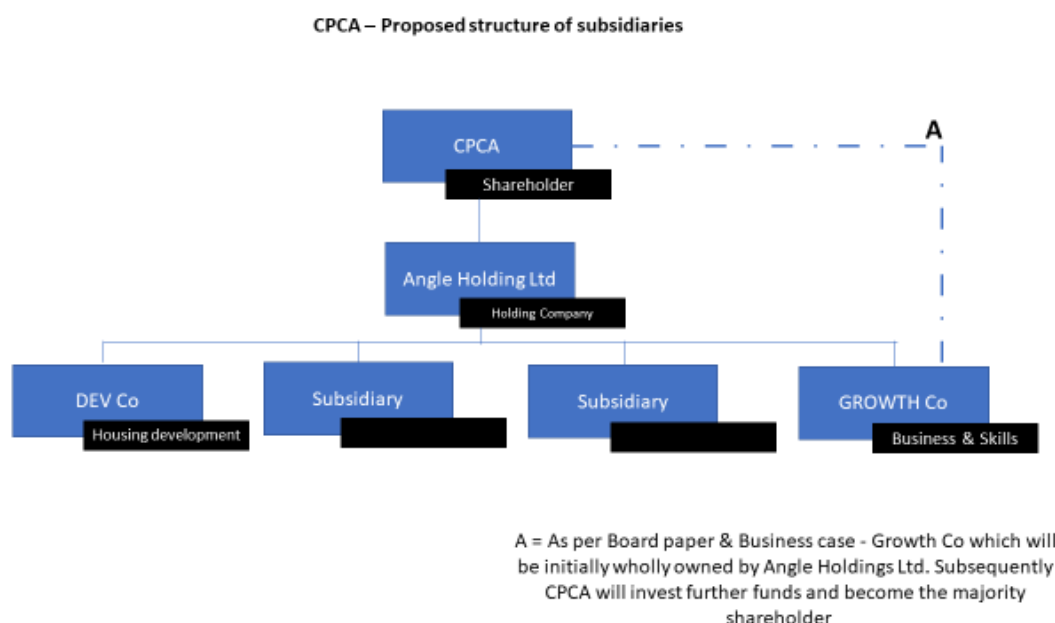 CPCA – Proposed structure of subsidiaries
A
CPCA
Shareholder
Angle Holding Ltd
Holding Company
DEV Co
Housing development
Subsidiary
Subsidiary
GROWTH Co
Business & Skills
A = As per Board paper & Business case - Growth Co which will
be initially wholly owned by Angle Holdings Ltd. Subsequently
CPCA will invest further funds and become the majority
shareholder